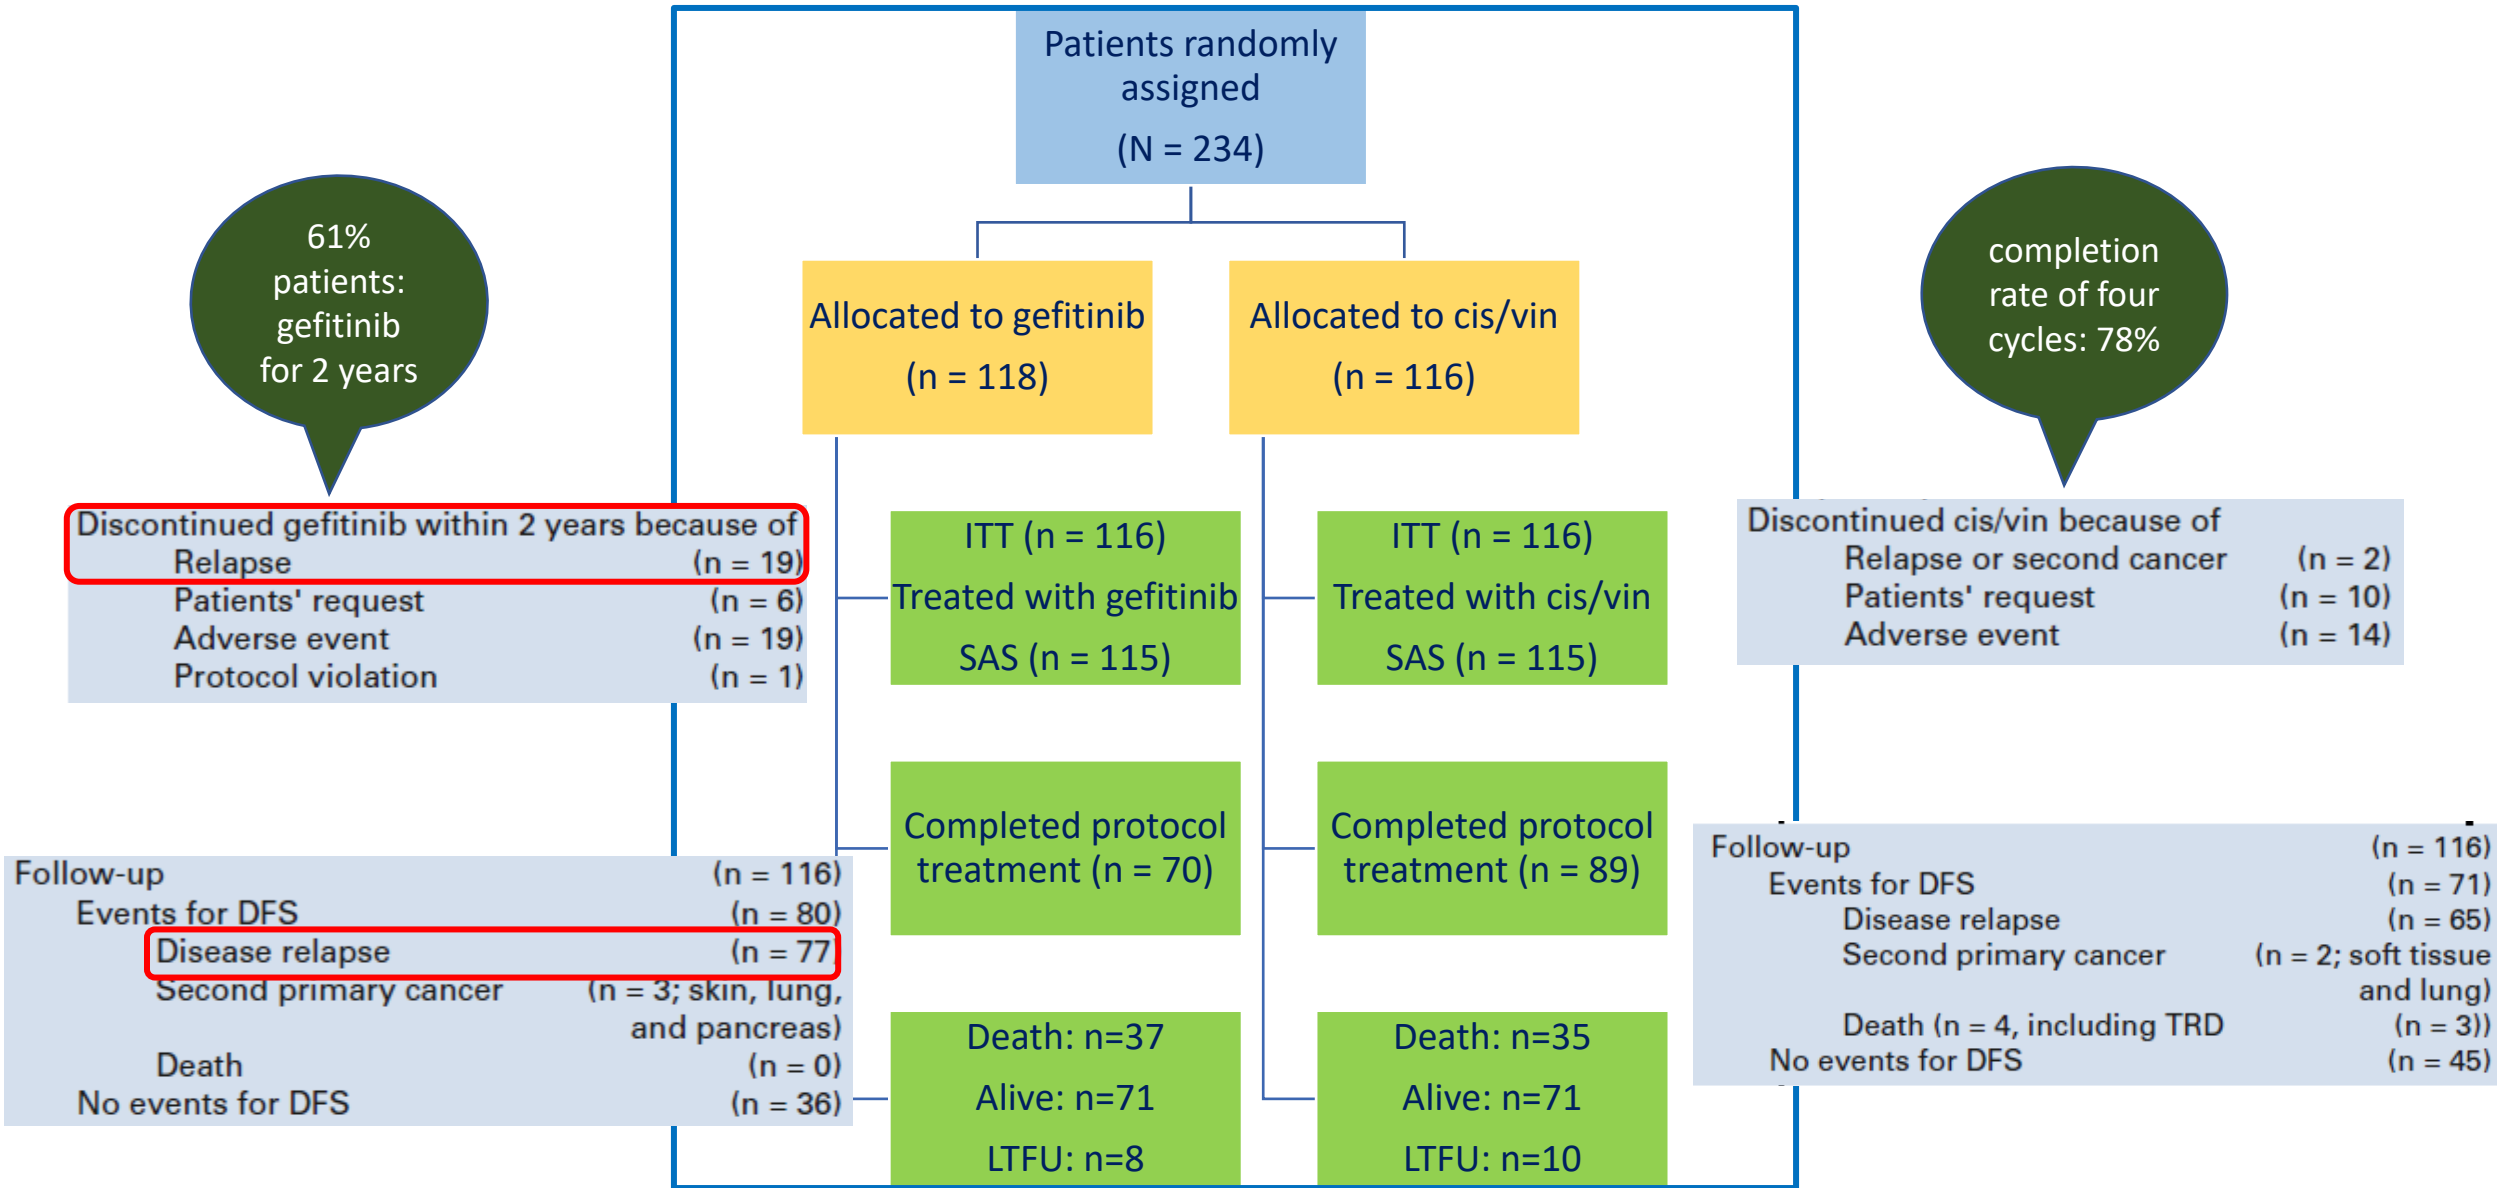 Patients randomly
assigned
(N = 234)
61%
patients:
gefitinib
for 2 years
completion
rate of four
cycles: 78%
Allocated to gefitinib
(n = 118)
Allocated to cis/vin
(n = 116)
Discontinued gefitinib within 2 years because of
Relapse (n = 19)
Patients' request (n = 6)
Adverse event (n = 19)
Protocol violation (n = 1)
ITT (n = 116)
Treated with gefitinib
SAS (n = 115)
ITT (n = 116)
Treated with cis/vin
SAS (n = 115)
Discontinued cis/vin because of
Relapse or second cancer (n = 2)
Patients' request (n = 10)
Adverse event (n = 14)
Completed protocol
treatment (n = 70)
Completed protocol
treatment (n = 89)
Follow-up (n = 116)
Events for DFS (n = 80)
Disease relapse (n = 77)
Second primary cancer (n = 3; skin, lung,
and pancreas)
Death (n = 0)
No events for DFS (n = 36)
Death: n=37
Alive: n=71
LTFU: n=8
Death: n=35
Alive: n=71
LTFU: n=10
Follow-up (n = 116)
Events for DFS (n = 71)
Disease relapse (n = 65)
Second primary cancer (n = 2; soft tissue
and lung)
Death (n = 4, including TRD (n = 3))
No events for DFS (n = 45)